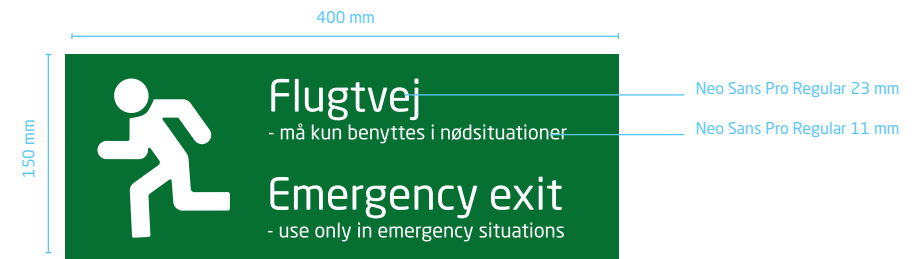 400 mm
150 mm
Flugtvej
- må kun benyttes i nødsituationer
Emergency exit
- use only in emergency situations
Neo Sans Pro Regular 23 mm
Neo Sans Pro Regular 11 mm